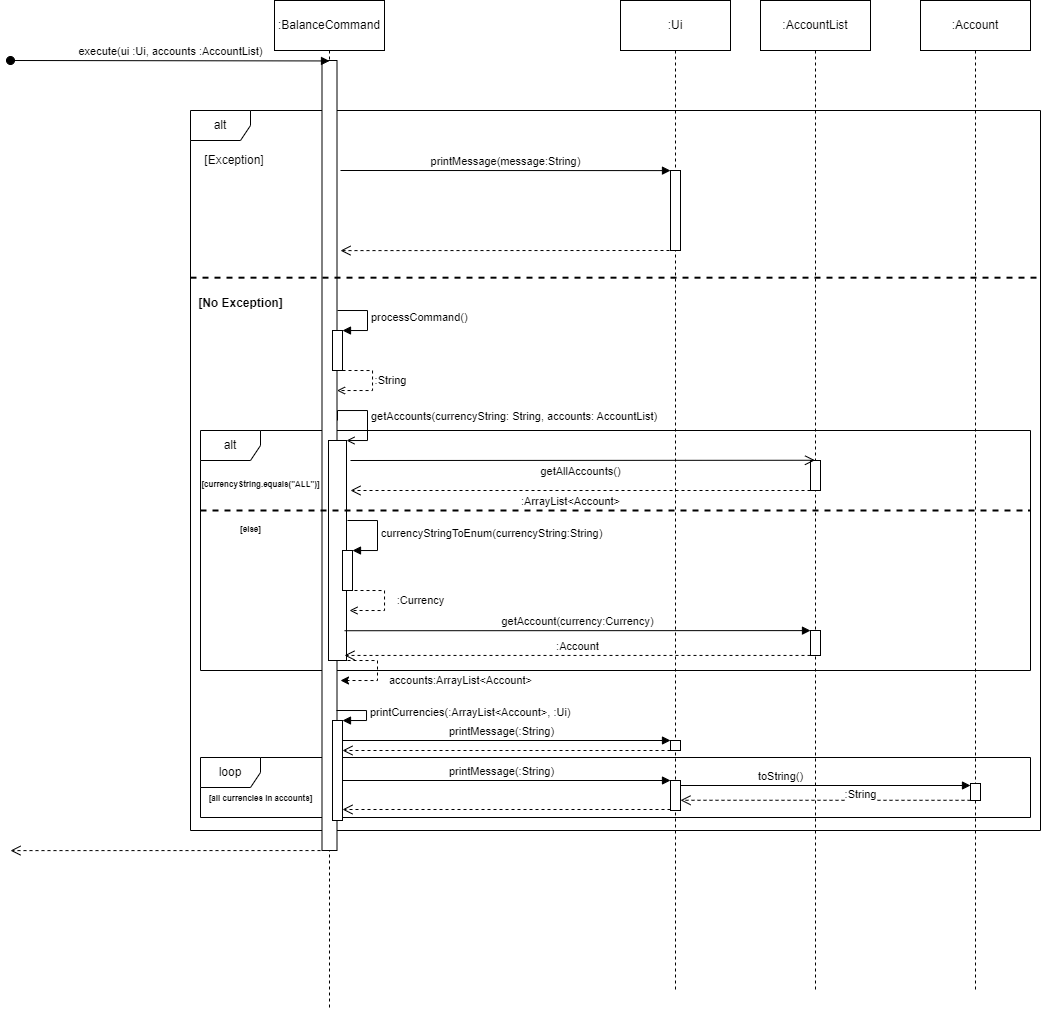 :BalanceCommand
:Ui
:AccountList
:Account
execute(ui :Ui, accounts :AccountList)
alt
[Exception]
printMessage(message:String)
[No Exception]
processCommand()
:String
getAccounts(currencyString: String, accounts: AccountList)
alt
[currencyString.equals("ALL")]
getAllAccounts()
:ArrayList<Account>
[else]
currencyStringToEnum(currencyString:String)
:Currency
getAccount(currency:Currency)
:Account
accounts:ArrayList<Account>
printCurrencies(:ArrayList<Account>, :Ui)
printMessage(:String)
loop
printMessage(:String)
toString()
[all currencies in accounts]
:String